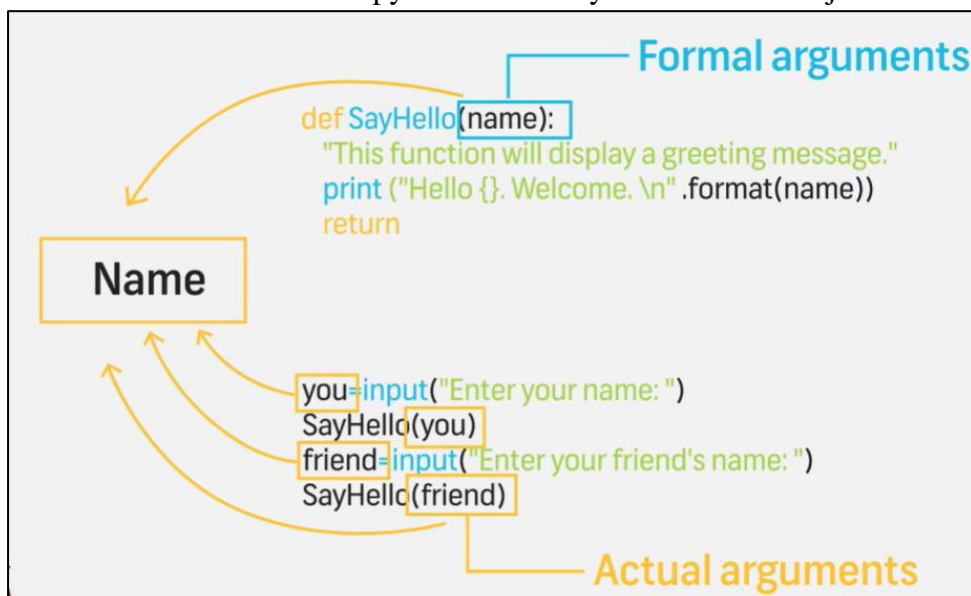 Formal arguments
def SayHello(name):
"This function will display a greeting message."
print ("Hello {}. Welcome. \n" .format(name))
return
Name
you=input("Enter your name: ")
SayHello(you)
friend=input("Enter your friend's name: ")
SayHello(friend)
Actual arguments